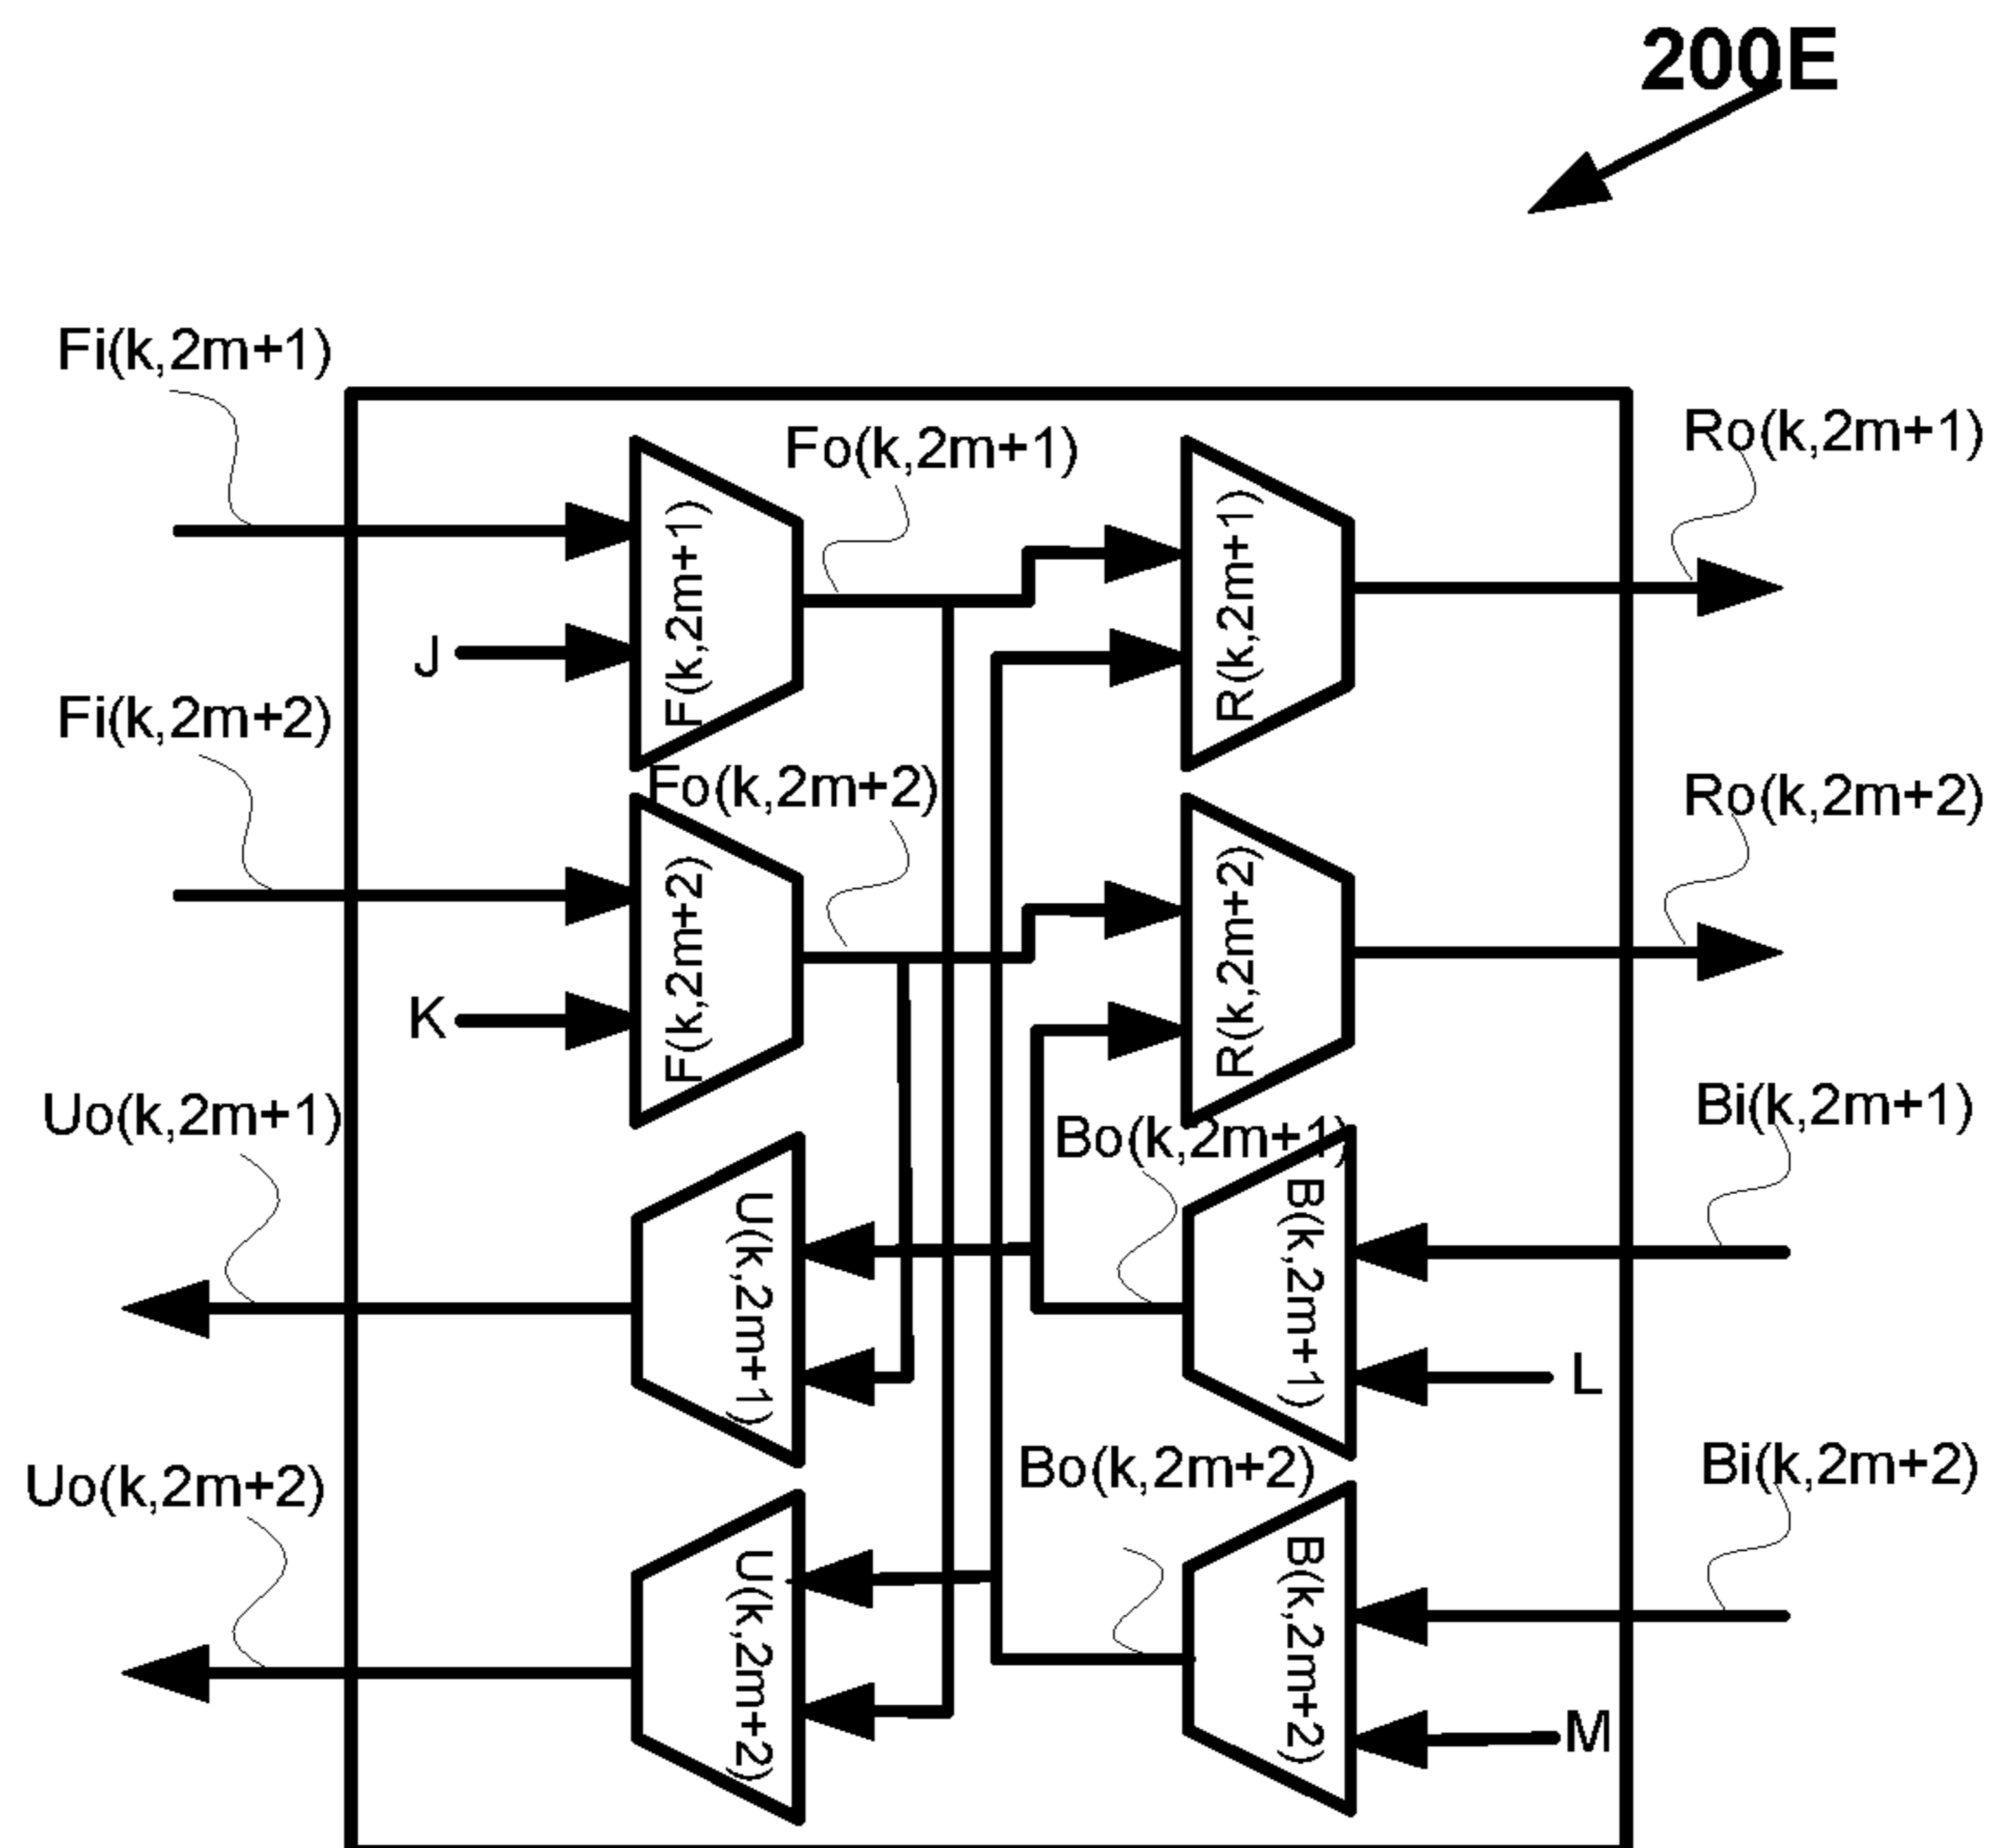 200E
Fi(k,2m+1)
Ro(k,2m+1)
Fo(k,2m+1)
F(k,2m+1)
R(k,2m+1)
J
Fi(k,2m+2)
Fo(k,2m+2)
Ro(k,2m+2)
F(k,2m+2)
R(k,2m+2)
K
Uo(k,2m+1)
Bo(k,2m+1)
Bi(k,2m+1)
U(k,2m+1)
B(k,2m+1)
L
Uo(k,2m+2)
Bo(k,2m+2)
Bi(k,2m+2)
U(k,2m+2)
B(k,2m+2)
M